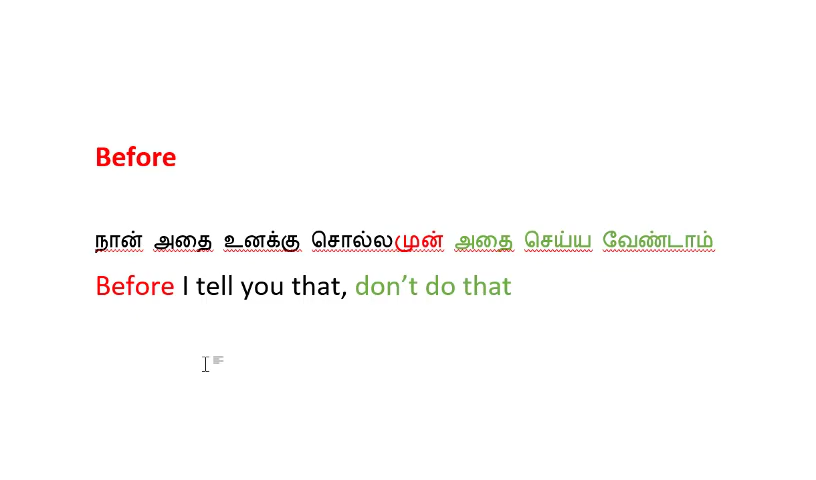 Before
நான் அதை உனக்கு சொல்லமுன் அதை செய்ய வேண்டாம்
Before I tell you that, don’t do that